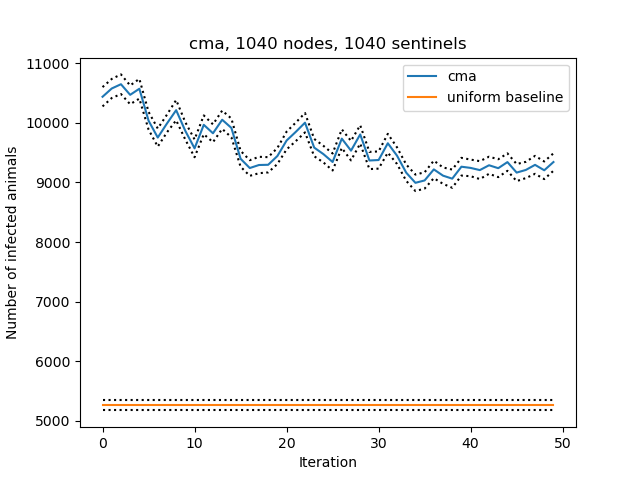 cma, 1040 nodes, 1040 sentinels
11000
10000
9000
8000
7000
6000
5000
Number of infected animals
cma
uniform baseline
0
10
20
30
40
50
Iteration